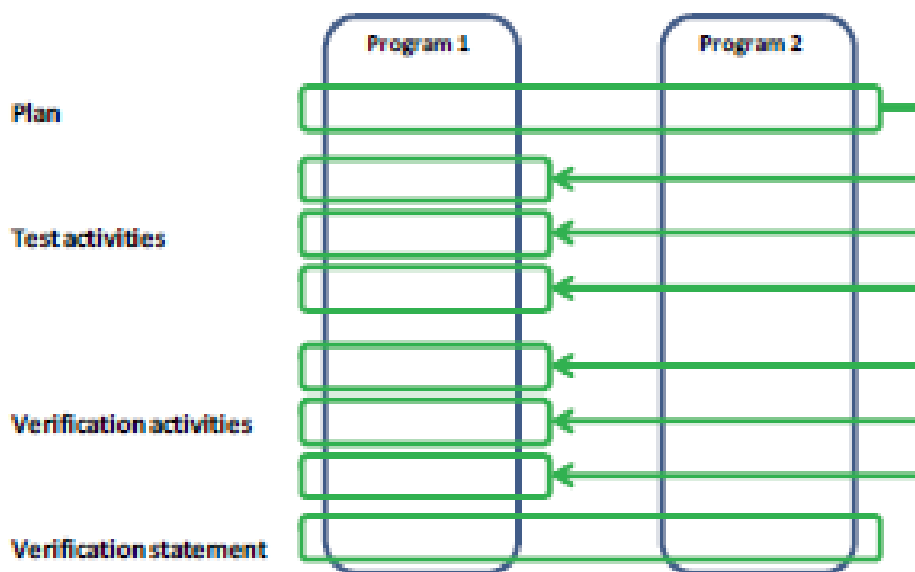 Program 1
Program 2
Plan
Test activities
Verification activities
Verification statement